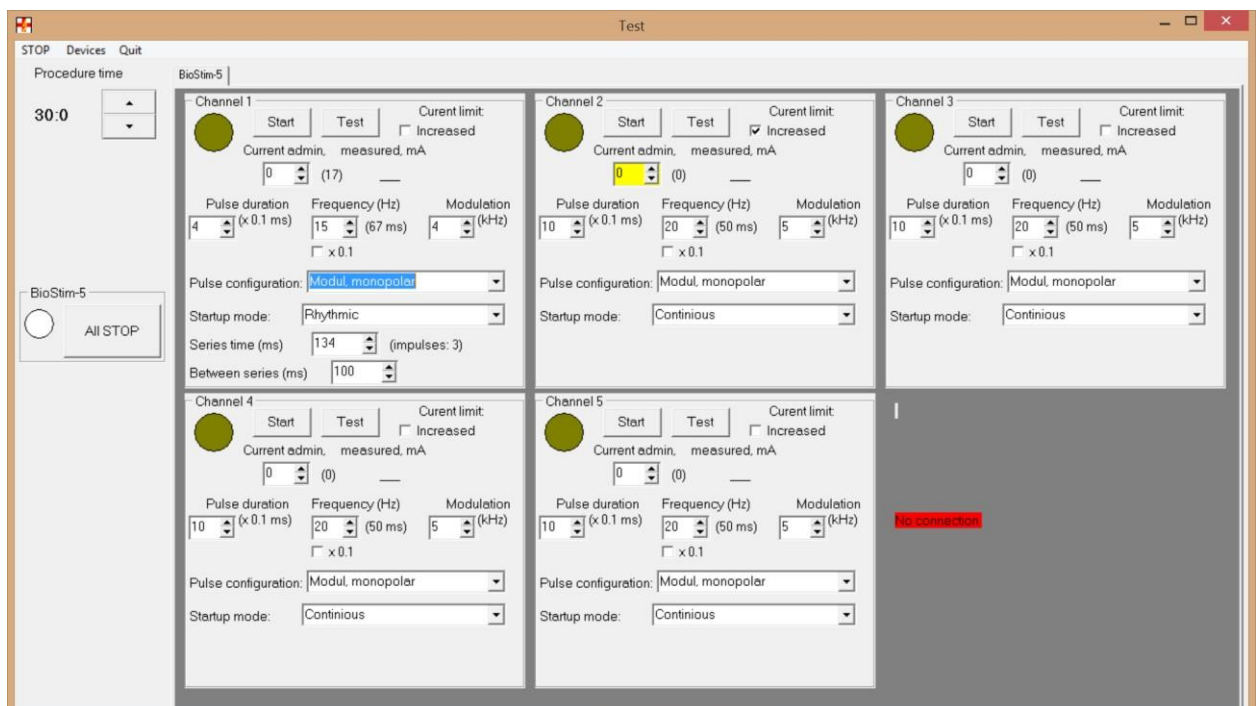 Test
STOP Devices Quit
Procedure time
30:0
BioStim-5
All STOP
BioStim-5
Channel 1
Start Test Curent limit:
Increased
Current admin, measured, mA
0 (17)
Pulse duration Frequency (Hz) Modulation
4 (x 0.1 ms) 15 (67 ms) 4 (kHz)
x 0.1
Pulse configuration: Modul, monopolar
Startup mode: Rhythmic
Series time (ms) 134 (impulses: 3)
Between series (ms) 100
Channel 2
Start Test Curent limit:
Increased
Current admin, measured, mA
0 (0)
Pulse duration Frequency (Hz) Modulation
10 (x 0.1 ms) 20 (50 ms) 5 (kHz)
x 0.1
Pulse configuration: Modul, monopolar
Startup mode: Continious
Channel 3
Start Test Curent limit:
Increased
Current admin, measured, mA
0 (0)
Pulse duration Frequency (Hz) Modulation
10 (x 0.1 ms) 20 (50 ms) 5 (kHz)
x 0.1
Pulse configuration: Modul, monopolar
Startup mode: Continious
Channel 4
Start Test Curent limit:
Increased
Current admin, measured, mA
0 (0)
Pulse duration Frequency (Hz) Modulation
10 (x 0.1 ms) 20 (50 ms) 5 (kHz)
x 0.1
Pulse configuration: Modul, monopolar
Startup mode: Continious
Channel 5
Start Test Curent limit:
Increased
Current admin, measured, mA
0 (0)
Pulse duration Frequency (Hz) Modulation
10 (x 0.1 ms) 20 (50 ms) 5 (kHz)
x 0.1
Pulse configuration: Modul, monopolar
Startup mode: Continious
No connection